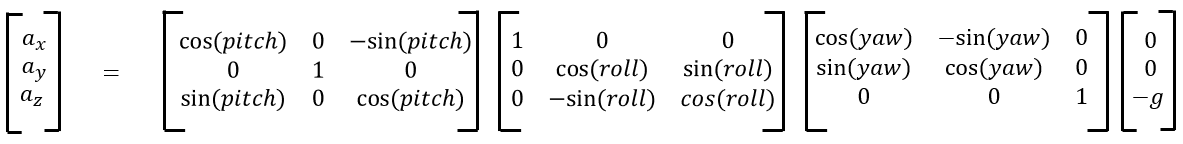 aₓ cos(pitch) 0 −sin(pitch) 1 0 0 cos(yaw) −sin(yaw) 0 0
a_y = 0 1 0 0 cos(roll) sin(roll) sin(yaw) cos(yaw) 0 0
a_z sin(pitch) 0 cos(pitch) 0 −sin(roll) cos(roll) 0 0 1 −g